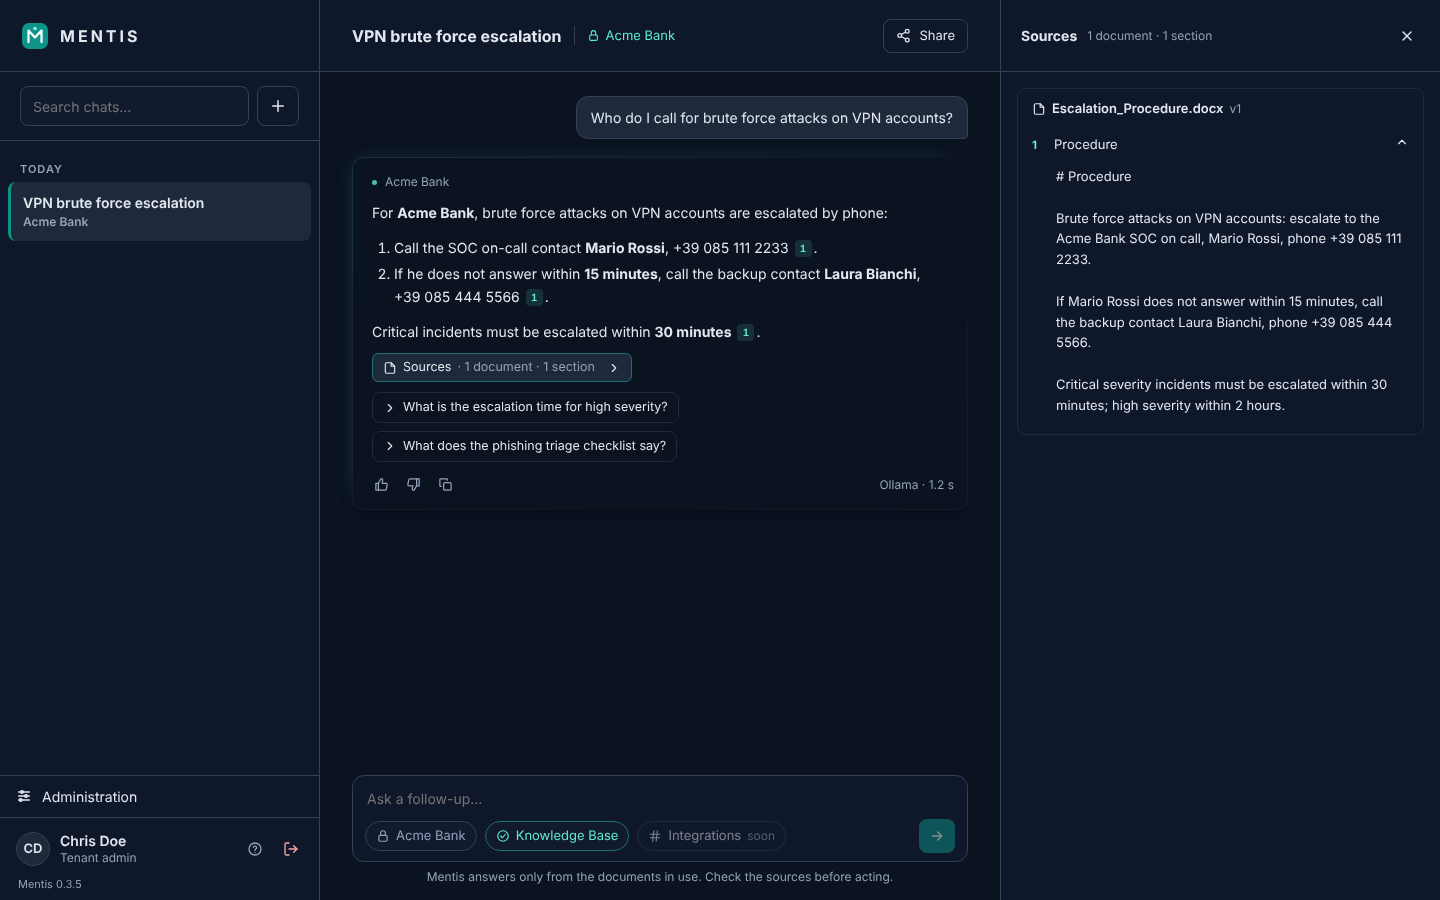 MENTIS
Search chats...
TODAY
VPN brute force escalation
Acme Bank
Administration
CD
Chris Doe
Tenant admin
Mentis 0.3.5
VPN brute force escalation
Acme Bank
Share
Who do I call for brute force attacks on VPN accounts?
Acme Bank
For Acme Bank, brute force attacks on VPN accounts are escalated by phone:
1. Call the SOC on-call contact Mario Rossi, +39 085 111 2233 1 .
2. If he does not answer within 15 minutes, call the backup contact Laura Bianchi,
+39 085 444 5566 1 .
Critical incidents must be escalated within 30 minutes 1 .
Sources · 1 document · 1 section
What is the escalation time for high severity?
What does the phishing triage checklist say?
Ollama · 1.2 s
Ask a follow-up...
Acme Bank
Knowledge Base
Integrations soon
Mentis answers only from the documents in use. Check the sources before acting.
Sources 1 document · 1 section
Escalation_Procedure.docx v1
1 Procedure
# Procedure
Brute force attacks on VPN accounts: escalate to the
Acme Bank SOC on call, Mario Rossi, phone +39 085 111
2233.
If Mario Rossi does not answer within 15 minutes, call
the backup contact Laura Bianchi, phone +39 085 444
5566.
Critical severity incidents must be escalated within 30
minutes; high severity within 2 hours.